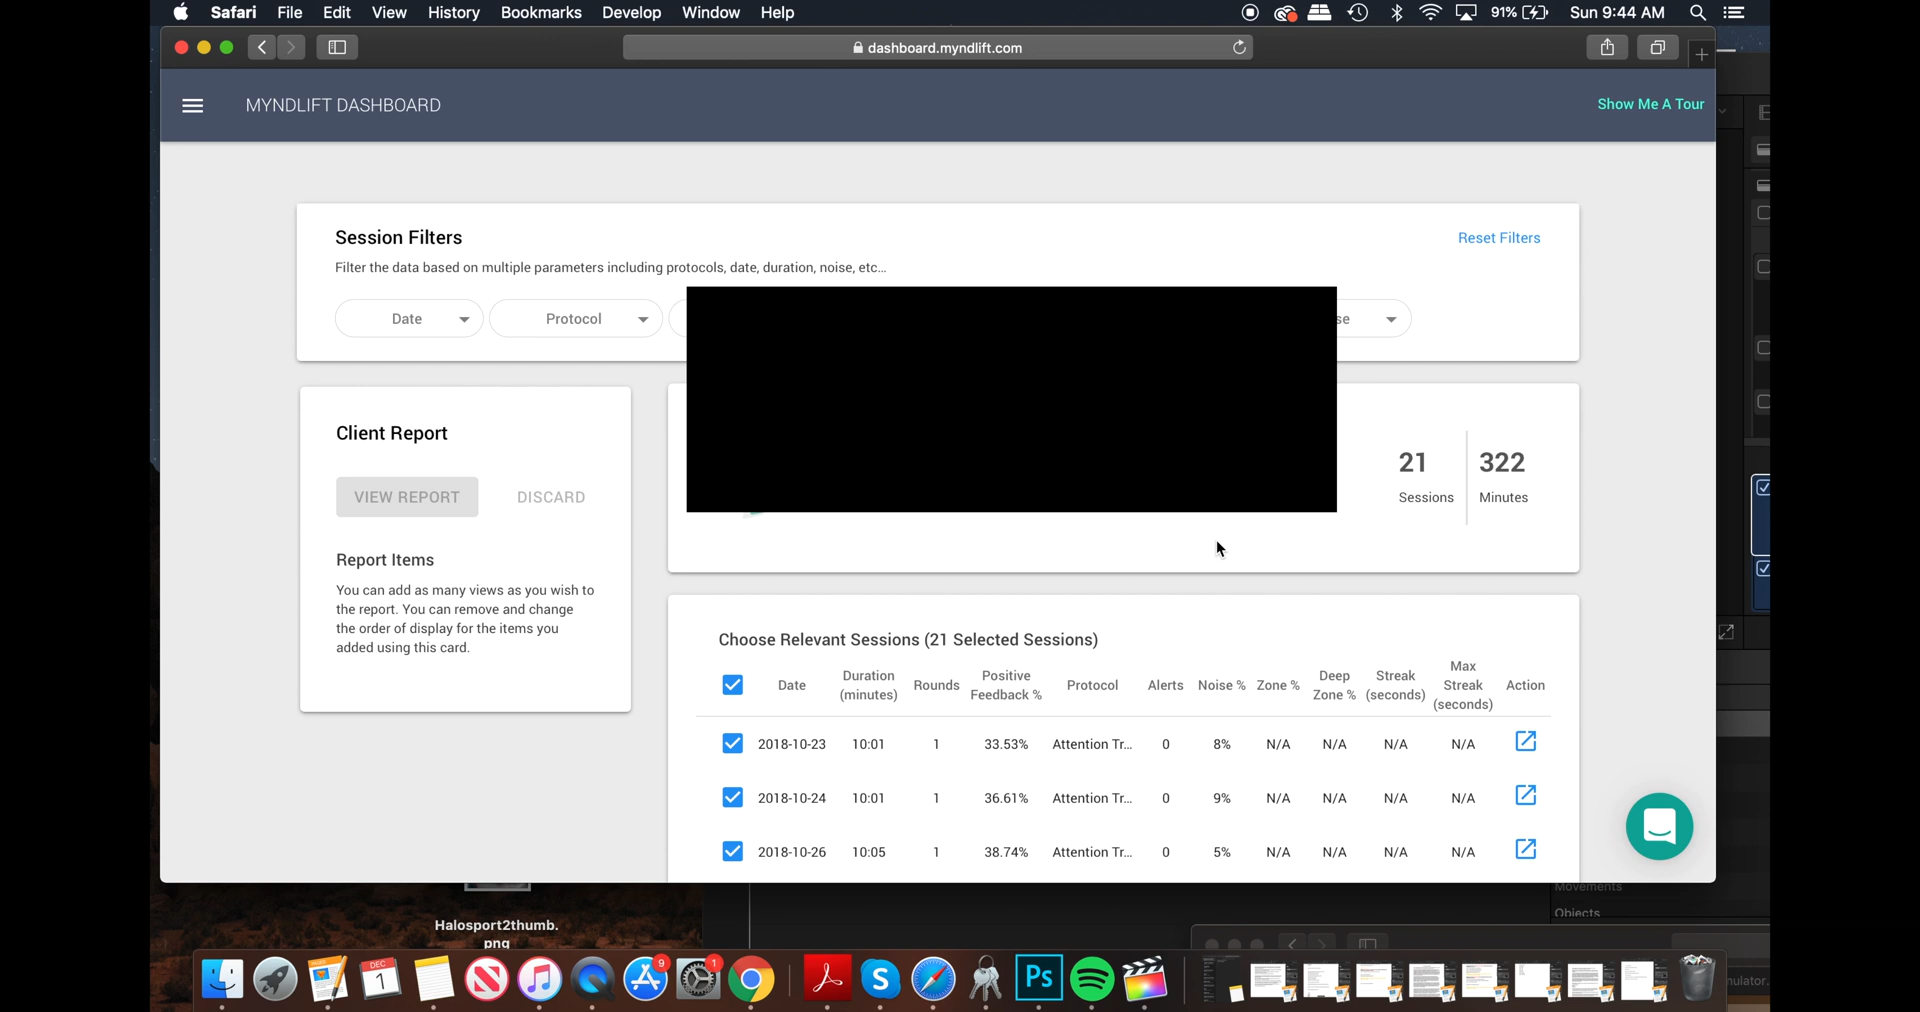 Safari File Edit View History Bookmarks Develop Window Help
91% Sun 9:44 AM
dashboard.myndlift.com
MYNDLIFT DASHBOARD
Show Me A Tour
Session Filters
Reset Filters
Filter the data based on multiple parameters including protocols, date, duration, noise, etc...
Date Protocol se
Client Report
VIEW REPORT DISCARD
Report Items
You can add as many views as you wish to
the report. You can remove and change
the order of display for the items you
added using this card.
21 322
Sessions Minutes
Choose Relevant Sessions (21 Selected Sessions)
Date Duration (minutes) Rounds Positive Feedback % Protocol Alerts Noise % Zone % Deep Zone % Streak (seconds) Max Streak (seconds) Action
2018-10-23 10:01 1 33.53% Attention Tr... 0 8% N/A N/A N/A N/A
2018-10-24 10:01 1 36.61% Attention Tr... 0 9% N/A N/A N/A N/A
2018-10-26 10:05 1 38.74% Attention Tr... 0 5% N/A N/A N/A N/A
Movements
Objects
Halosport2thumb.
png
DEC
1
9
1
Ps
mulator.